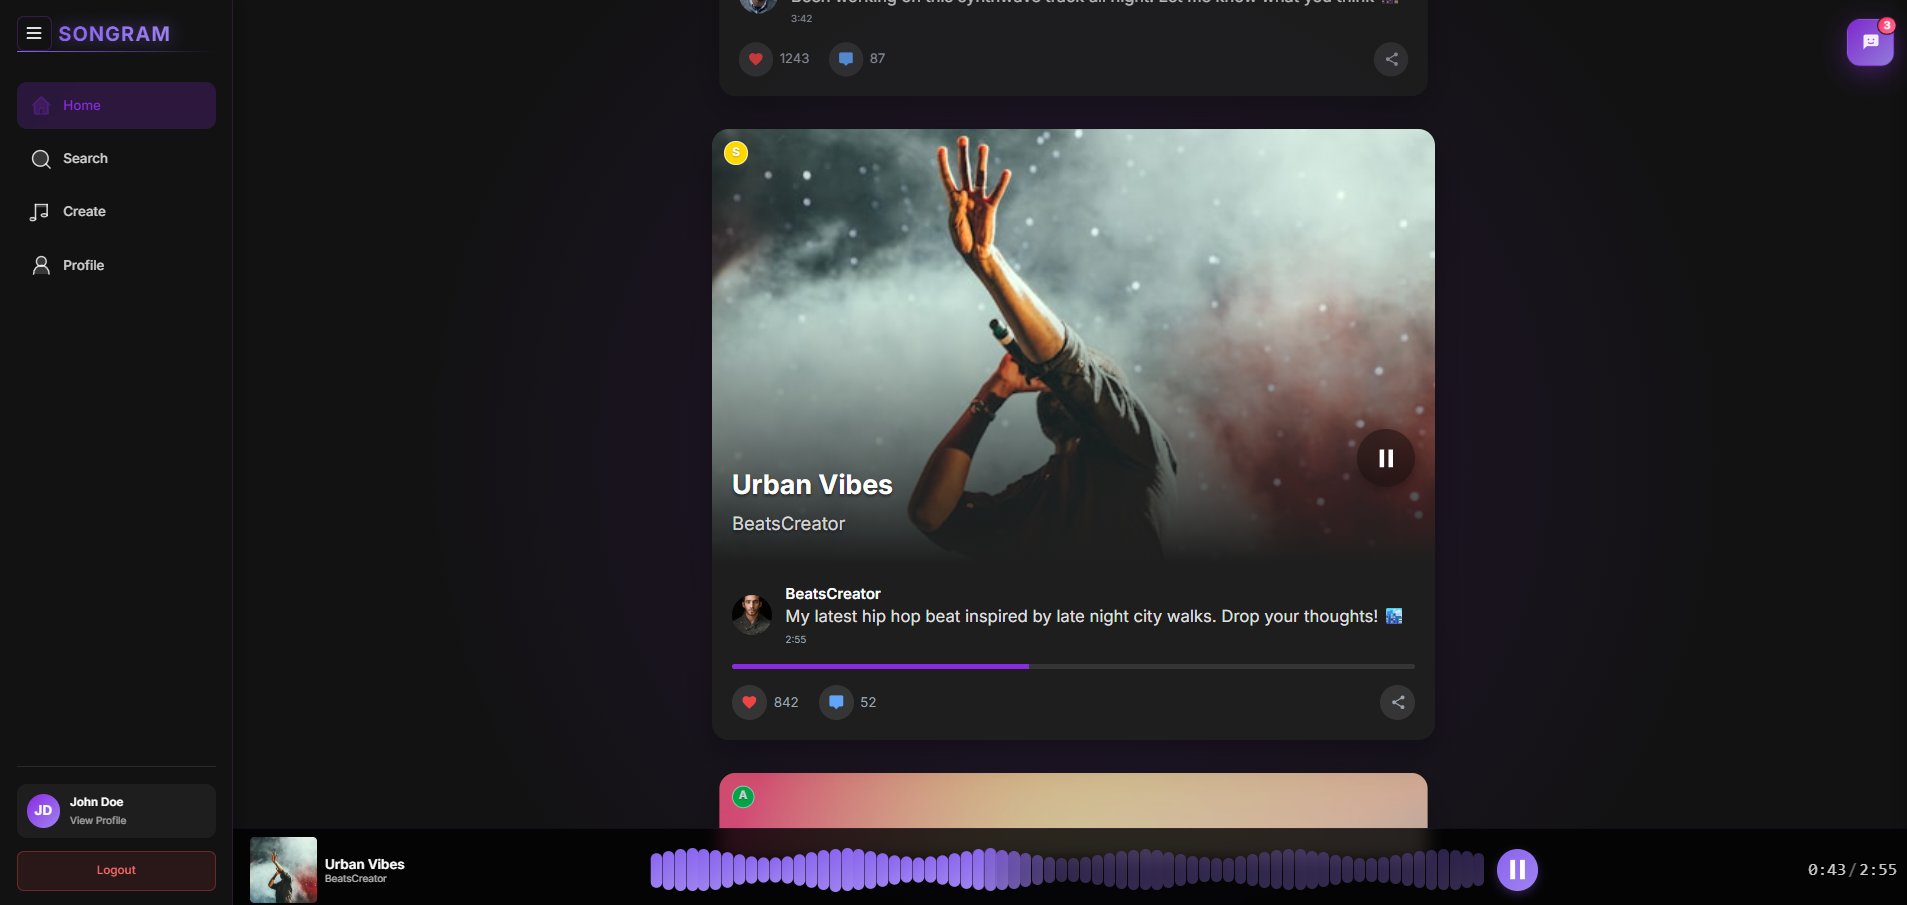 SONGRAM
Home
Search
Create
Profile
John Doe
JD
View Profile
Logout
3:42
1243
87
3
S
Urban Vibes
BeatsCreator
BeatsCreator
My latest hip hop beat inspired by late night city walks. Drop your thoughts!
2:55
842
52
A
Urban Vibes
BeatsCreator
0:43/2:55